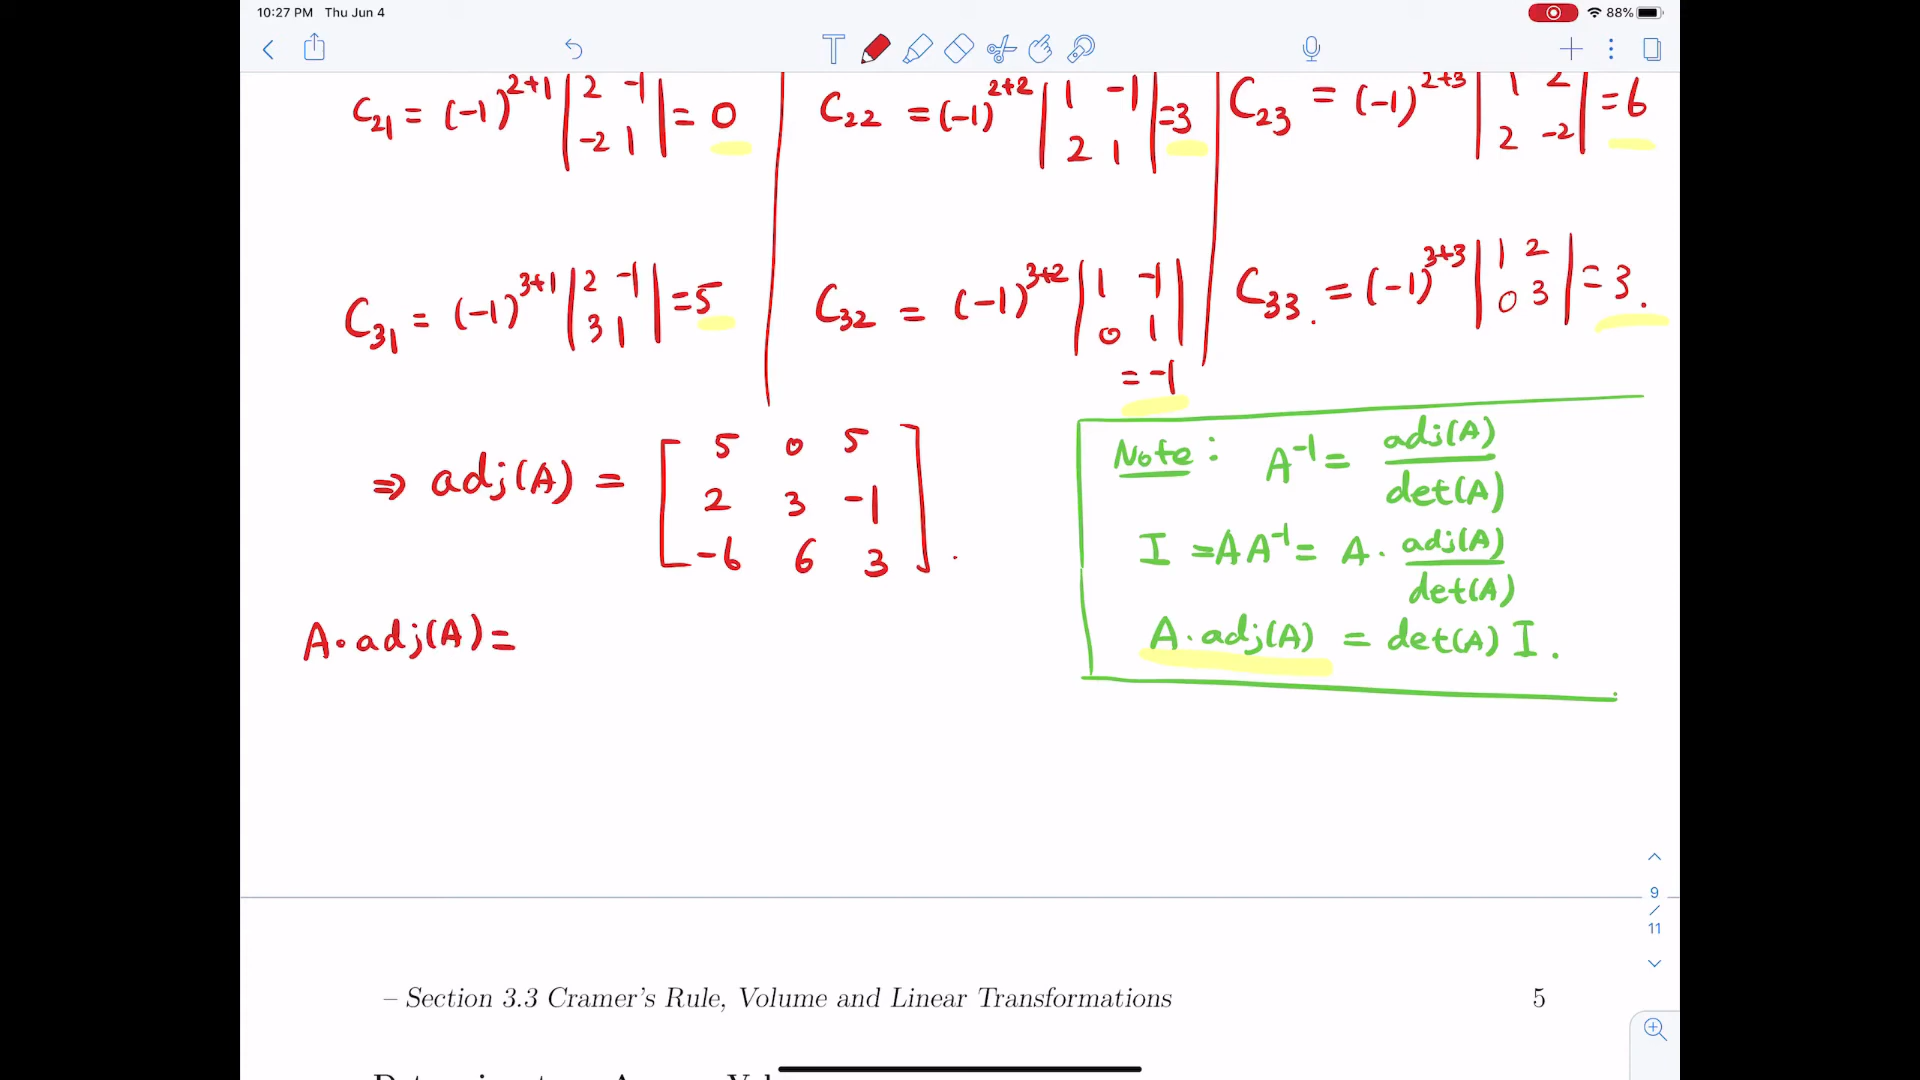 10:27 PM Thu Jun 4 88%
T
C₂₁ = (-1)²⁺¹ |2 -1; -2 1| = 0
C₂₂ = (-1)²⁺² |1 -1; 2 1| = 3
C₂₃ = (-1)²⁺³ |1 2; 2 -2| = 6
C₃₁ = (-1)³⁺¹ |2 -1; 3 1| = 5
C₃₂ = (-1)³⁺² |1 -1; 0 1|
= -1
C₃₃. = (-1)³⁺³ |1 2; 0 3| = 3.
⇒ adj(A) = [5 0 5; 2 3 -1; -6 6 3].
A·adj(A) =
Note: A⁻¹ = adj(A)/det(A)
I = AA⁻¹ = A · adj(A)/det(A)
A·adj(A) = det(A) I.
9
/
11
– Section 3.3 Cramer's Rule, Volume and Linear Transformations 5